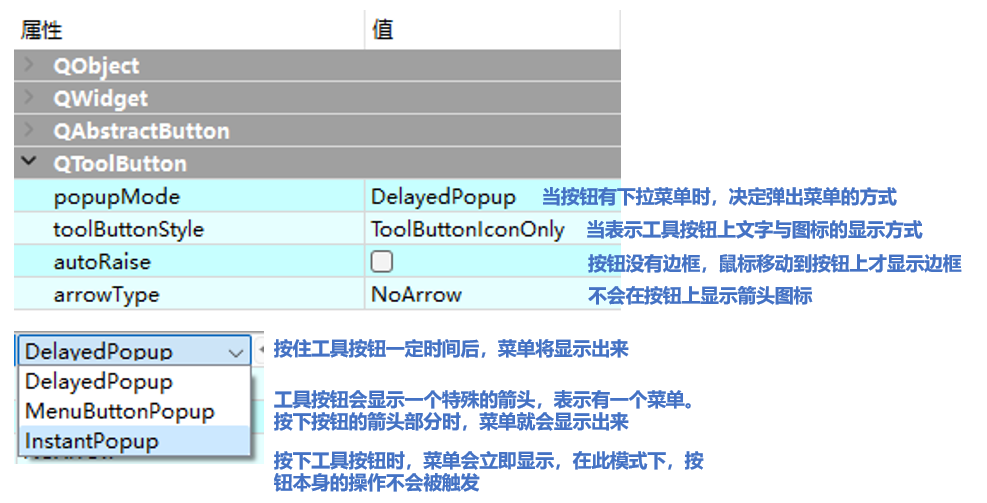 属性 值
QObject
QWidget
QAbstractButton
QToolButton
popupMode DelayedPopup 当按钮有下拉菜单时，决定弹出菜单的方式
toolButtonStyle ToolButtonIconOnly 当表示工具按钮上文字与图标的显示方式
autoRaise 按钮没有边框，鼠标移动到按钮上才显示边框
arrowType NoArrow 不会在按钮上显示箭头图标
DelayedPopup 按住工具按钮一定时间后，菜单将显示出来
DelayedPopup
MenuButtonPopup 工具按钮会显示一个特殊的箭头，表示有一个菜单。
按下按钮的箭头部分时，菜单就会显示出来
InstantPopup 按下工具按钮时，菜单会立即显示，在此模式下，按
钮本身的操作不会被触发